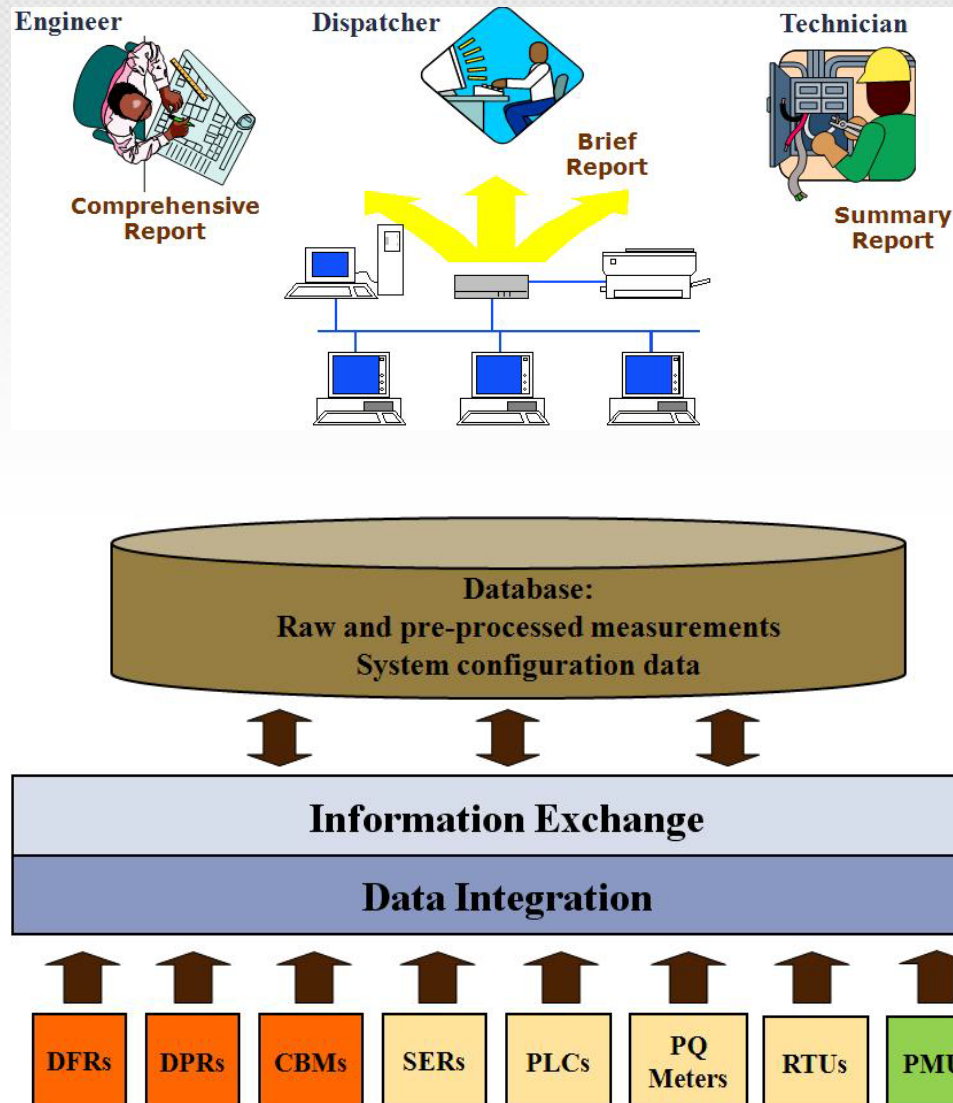 Engineer
Dispatcher
Technician
Brief
Report
Comprehensive
Report
Summary
Report
Database:
Raw and pre-processed measurements
System configuration data
Information Exchange
Data Integration
DFRs
DPRs
CBMs
SERs
PLCs
PQ
Meters
RTUs
PMU